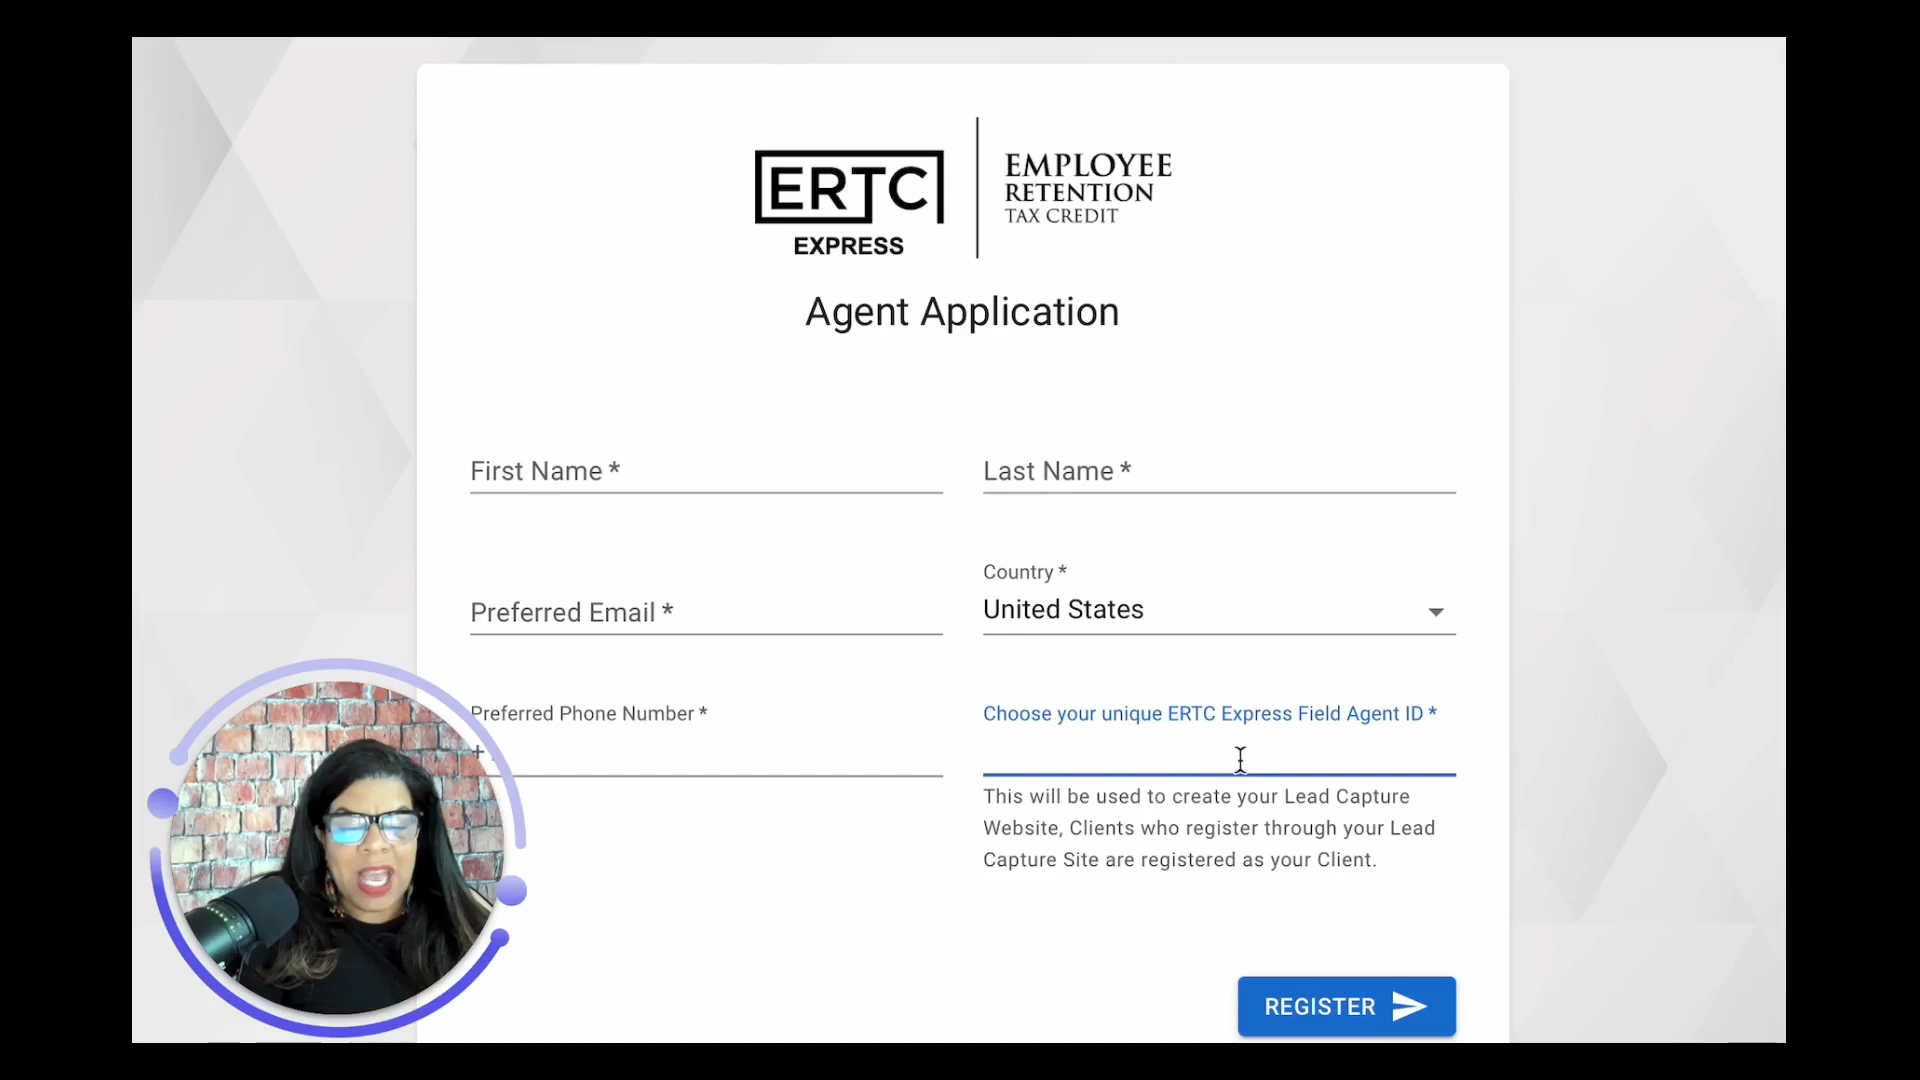 ERTC
EXPRESS
EMPLOYEE
RETENTION
TAX CREDIT
Agent Application
First Name *
Last Name *
Preferred Email *
Country *
United States
Preferred Phone Number *
+
Choose your unique ERTC Express Field Agent ID *
This will be used to create your Lead Capture
Website, Clients who register through your Lead
Capture Site are registered as your Client.
REGISTER